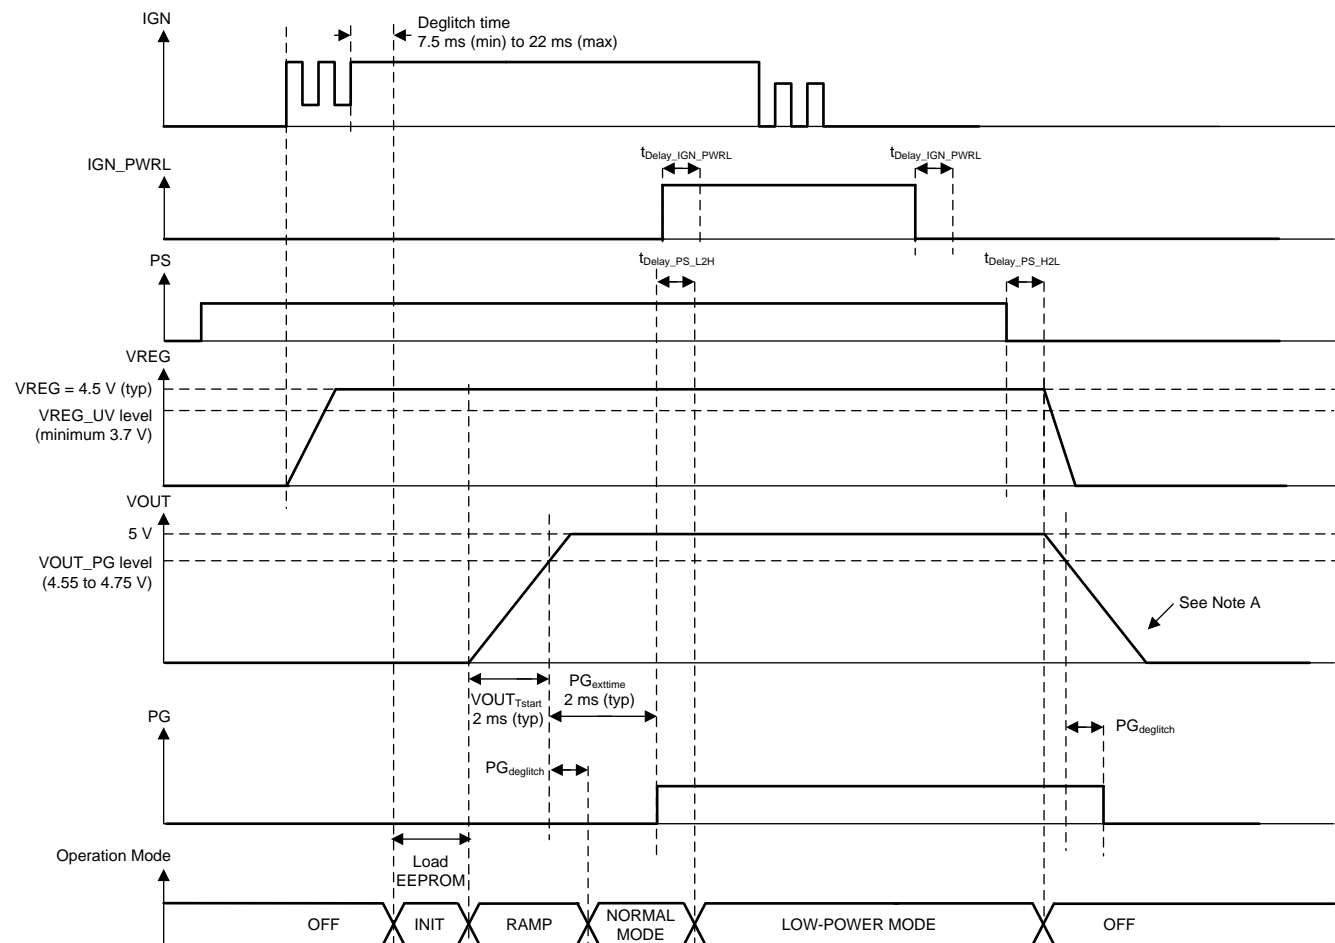 IGN
Deglitch time
7.5 ms (min) to 22 ms (max)
IGN_PWRL
tDelay_IGN_PWRL
tDelay_IGN_PWRL
PS
tDelay_PS_L2H
tDelay_PS_H2L
VREG
VREG = 4.5 V (typ)
VREG_UV level
(minimum 3.7 V)
VOUT
5 V
VOUT_PG level
(4.55 to 4.75 V)
See Note A
VOUTTstart
2 ms (typ)
PGexttime
2 ms (typ)
PG
PGdeglitch
PGdeglitch
Operation Mode
Load
EEPROM
OFF
INIT
RAMP
NORMAL
MODE
LOW-POWER MODE
OFF